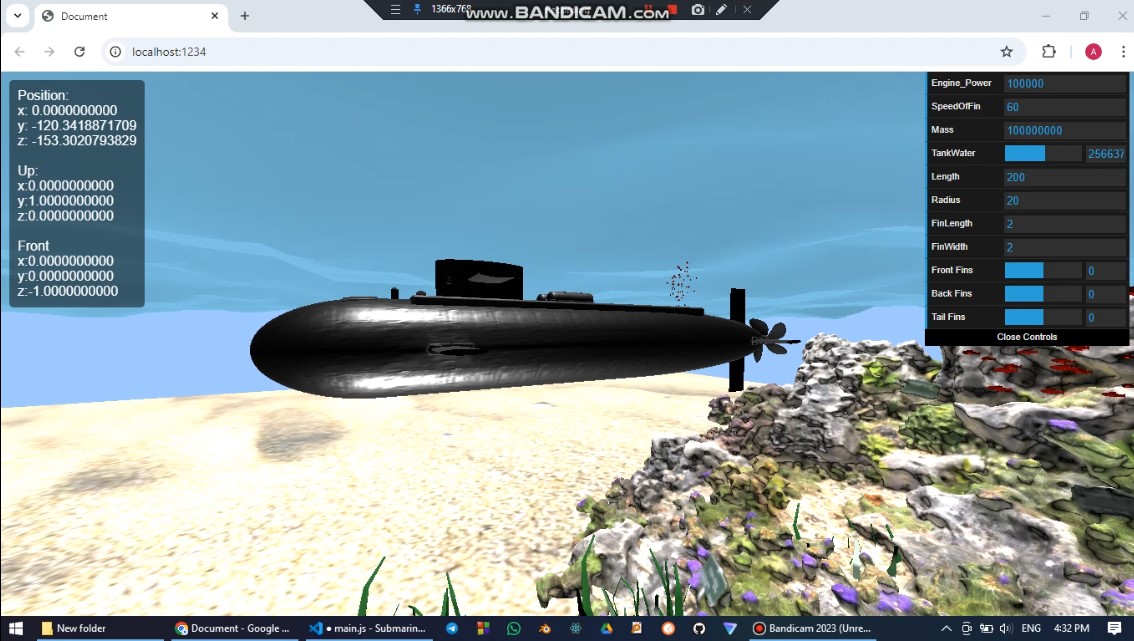 Document
1366x768
www.BANDICAM.com
localhost:1234
A
Position:
x: 0.0000000000
y: -120.3418871709
z: -153.3020793829
Up:
x:0.0000000000
y:1.0000000000
z:0.0000000000
Front
x:0.0000000000
y:0.0000000000
z:-1.0000000000
Engine_Power 100000
SpeedOfFin 60
Mass 100000000
TankWater 256637
Length 200
Radius 20
FinLength 2
FinWidth 2
Front Fins 0
Back Fins 0
Tail Fins 0
Close Controls
New folder
Document - Google ...
● main.js - Submarin...
Bandicam 2023 (Unre...
ENG
4:32 PM